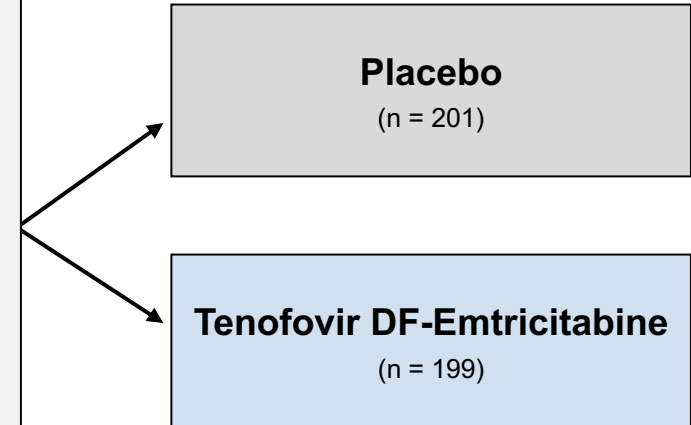 Placebo
(n = 201)
Tenofovir DF-Emtricitabine
(n = 199)